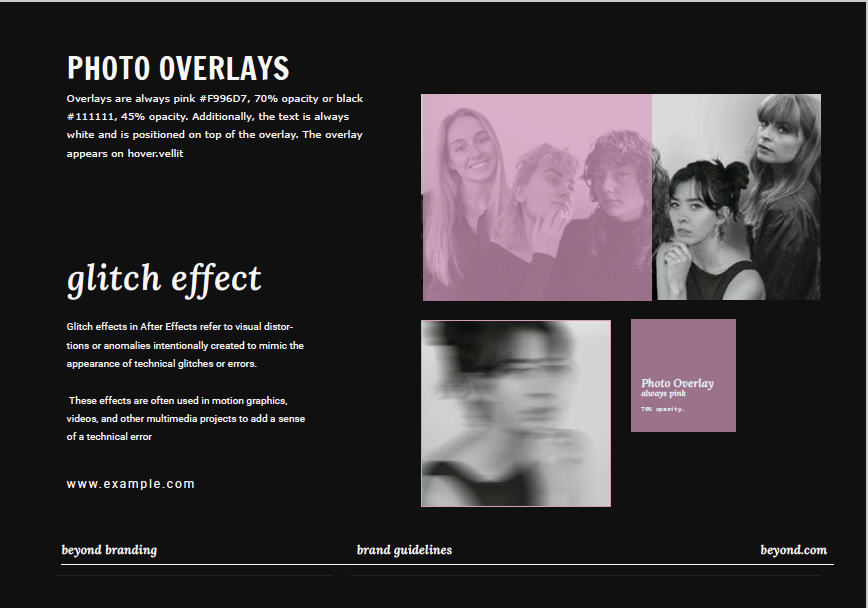 PHOTO OVERLAYS
Overlays are always pink #F996D7, 70% opacity or black
#111111, 45% opacity. Additionally, the text is always
white and is positioned on top of the overlay. The overlay
appears on hover.vellit
glitch effect
Glitch effects in After Effects refer to visual distor-
tions or anomalies intentionally created to mimic the
appearance of technical glitches or errors.
These effects are often used in motion graphics,
videos, and other multimedia projects to add a sense
of a technical error
www.example.com
Photo Overlay
always pink
70% opacity.
beyond branding
brand guidelines
beyond.com